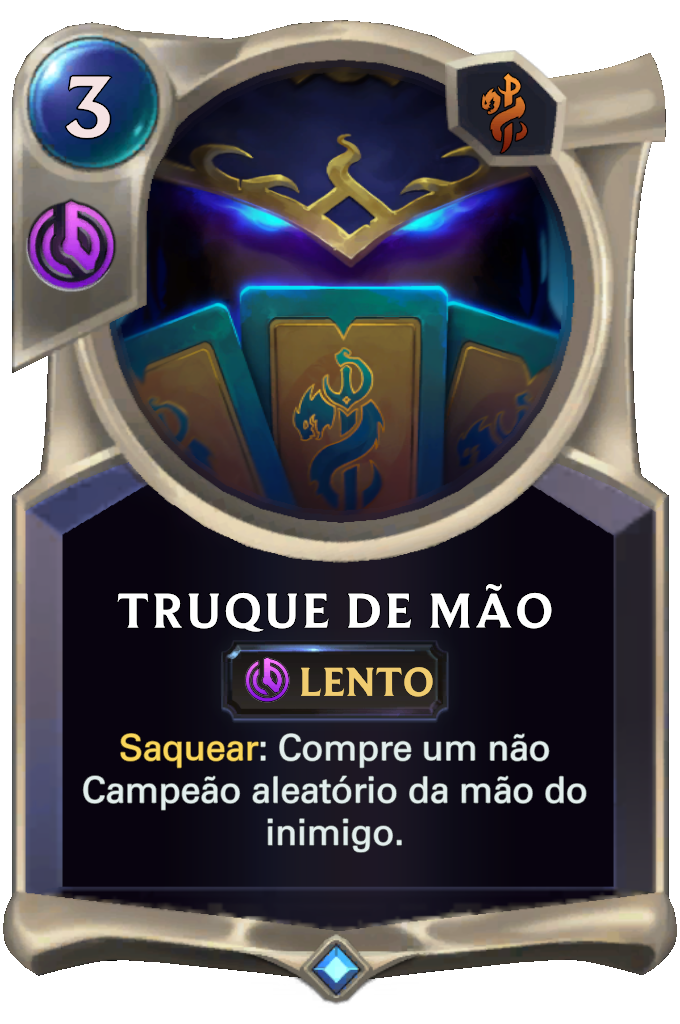 3
TRUQUE DE MÃO
LENTO
Saquear: Compre um não
Campeão aleatório da mão do
inimigo.